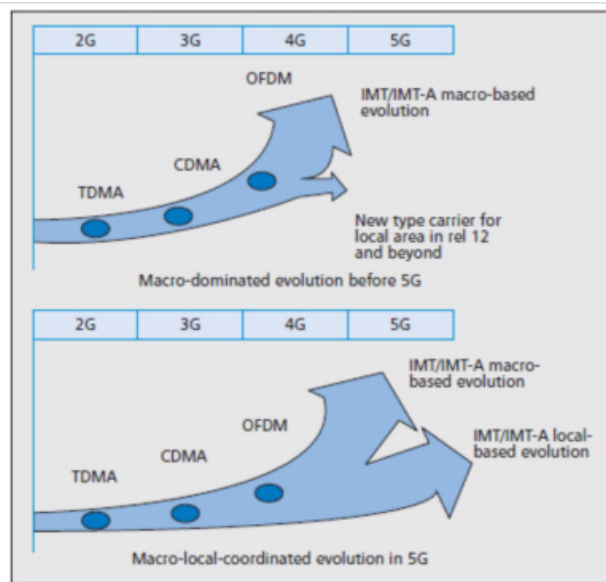 2G 3G 4G 5G
OFDM
IMT/IMT-A macro-based
evolution
CDMA
TDMA
New type carrier for
local area in rel 12
and beyond
Macro-dominated evolution before 5G
2G 3G 4G 5G
IMT/IMT-A macro-
based evolution
OFDM
IMT/IMT-A local-
based evolution
CDMA
TDMA
Macro-local-coordinated evolution in 5G